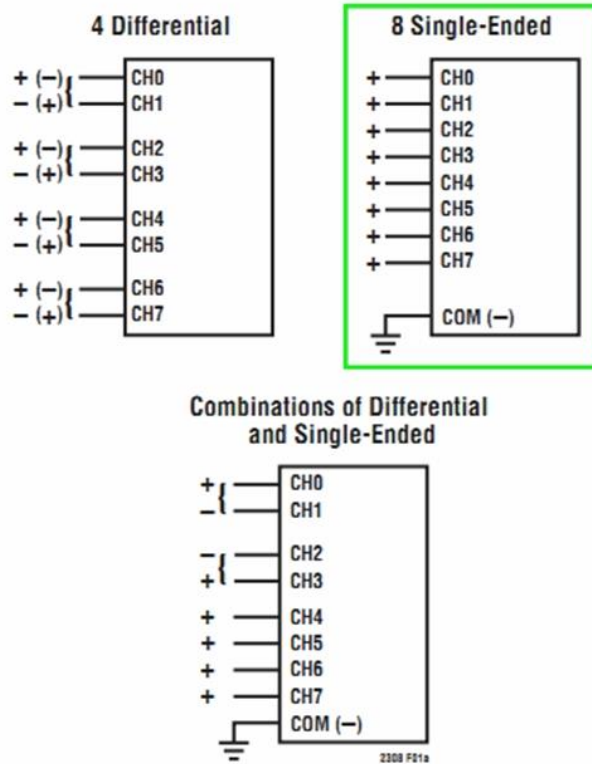 4 Differential
+ (–) { CH0
– (+) CH1
+ (–) { CH2
– (+) CH3
+ (–) { CH4
– (+) CH5
+ (–) { CH6
– (+) CH7
8 Single-Ended
+ CH0
+ CH1
+ CH2
+ CH3
+ CH4
+ CH5
+ CH6
+ CH7
COM (–)
Combinations of Differential
and Single-Ended
+ { CH0
– CH1
– { CH2
+ CH3
+ CH4
+ CH5
+ CH6
+ CH7
COM (–)
2308 F01a